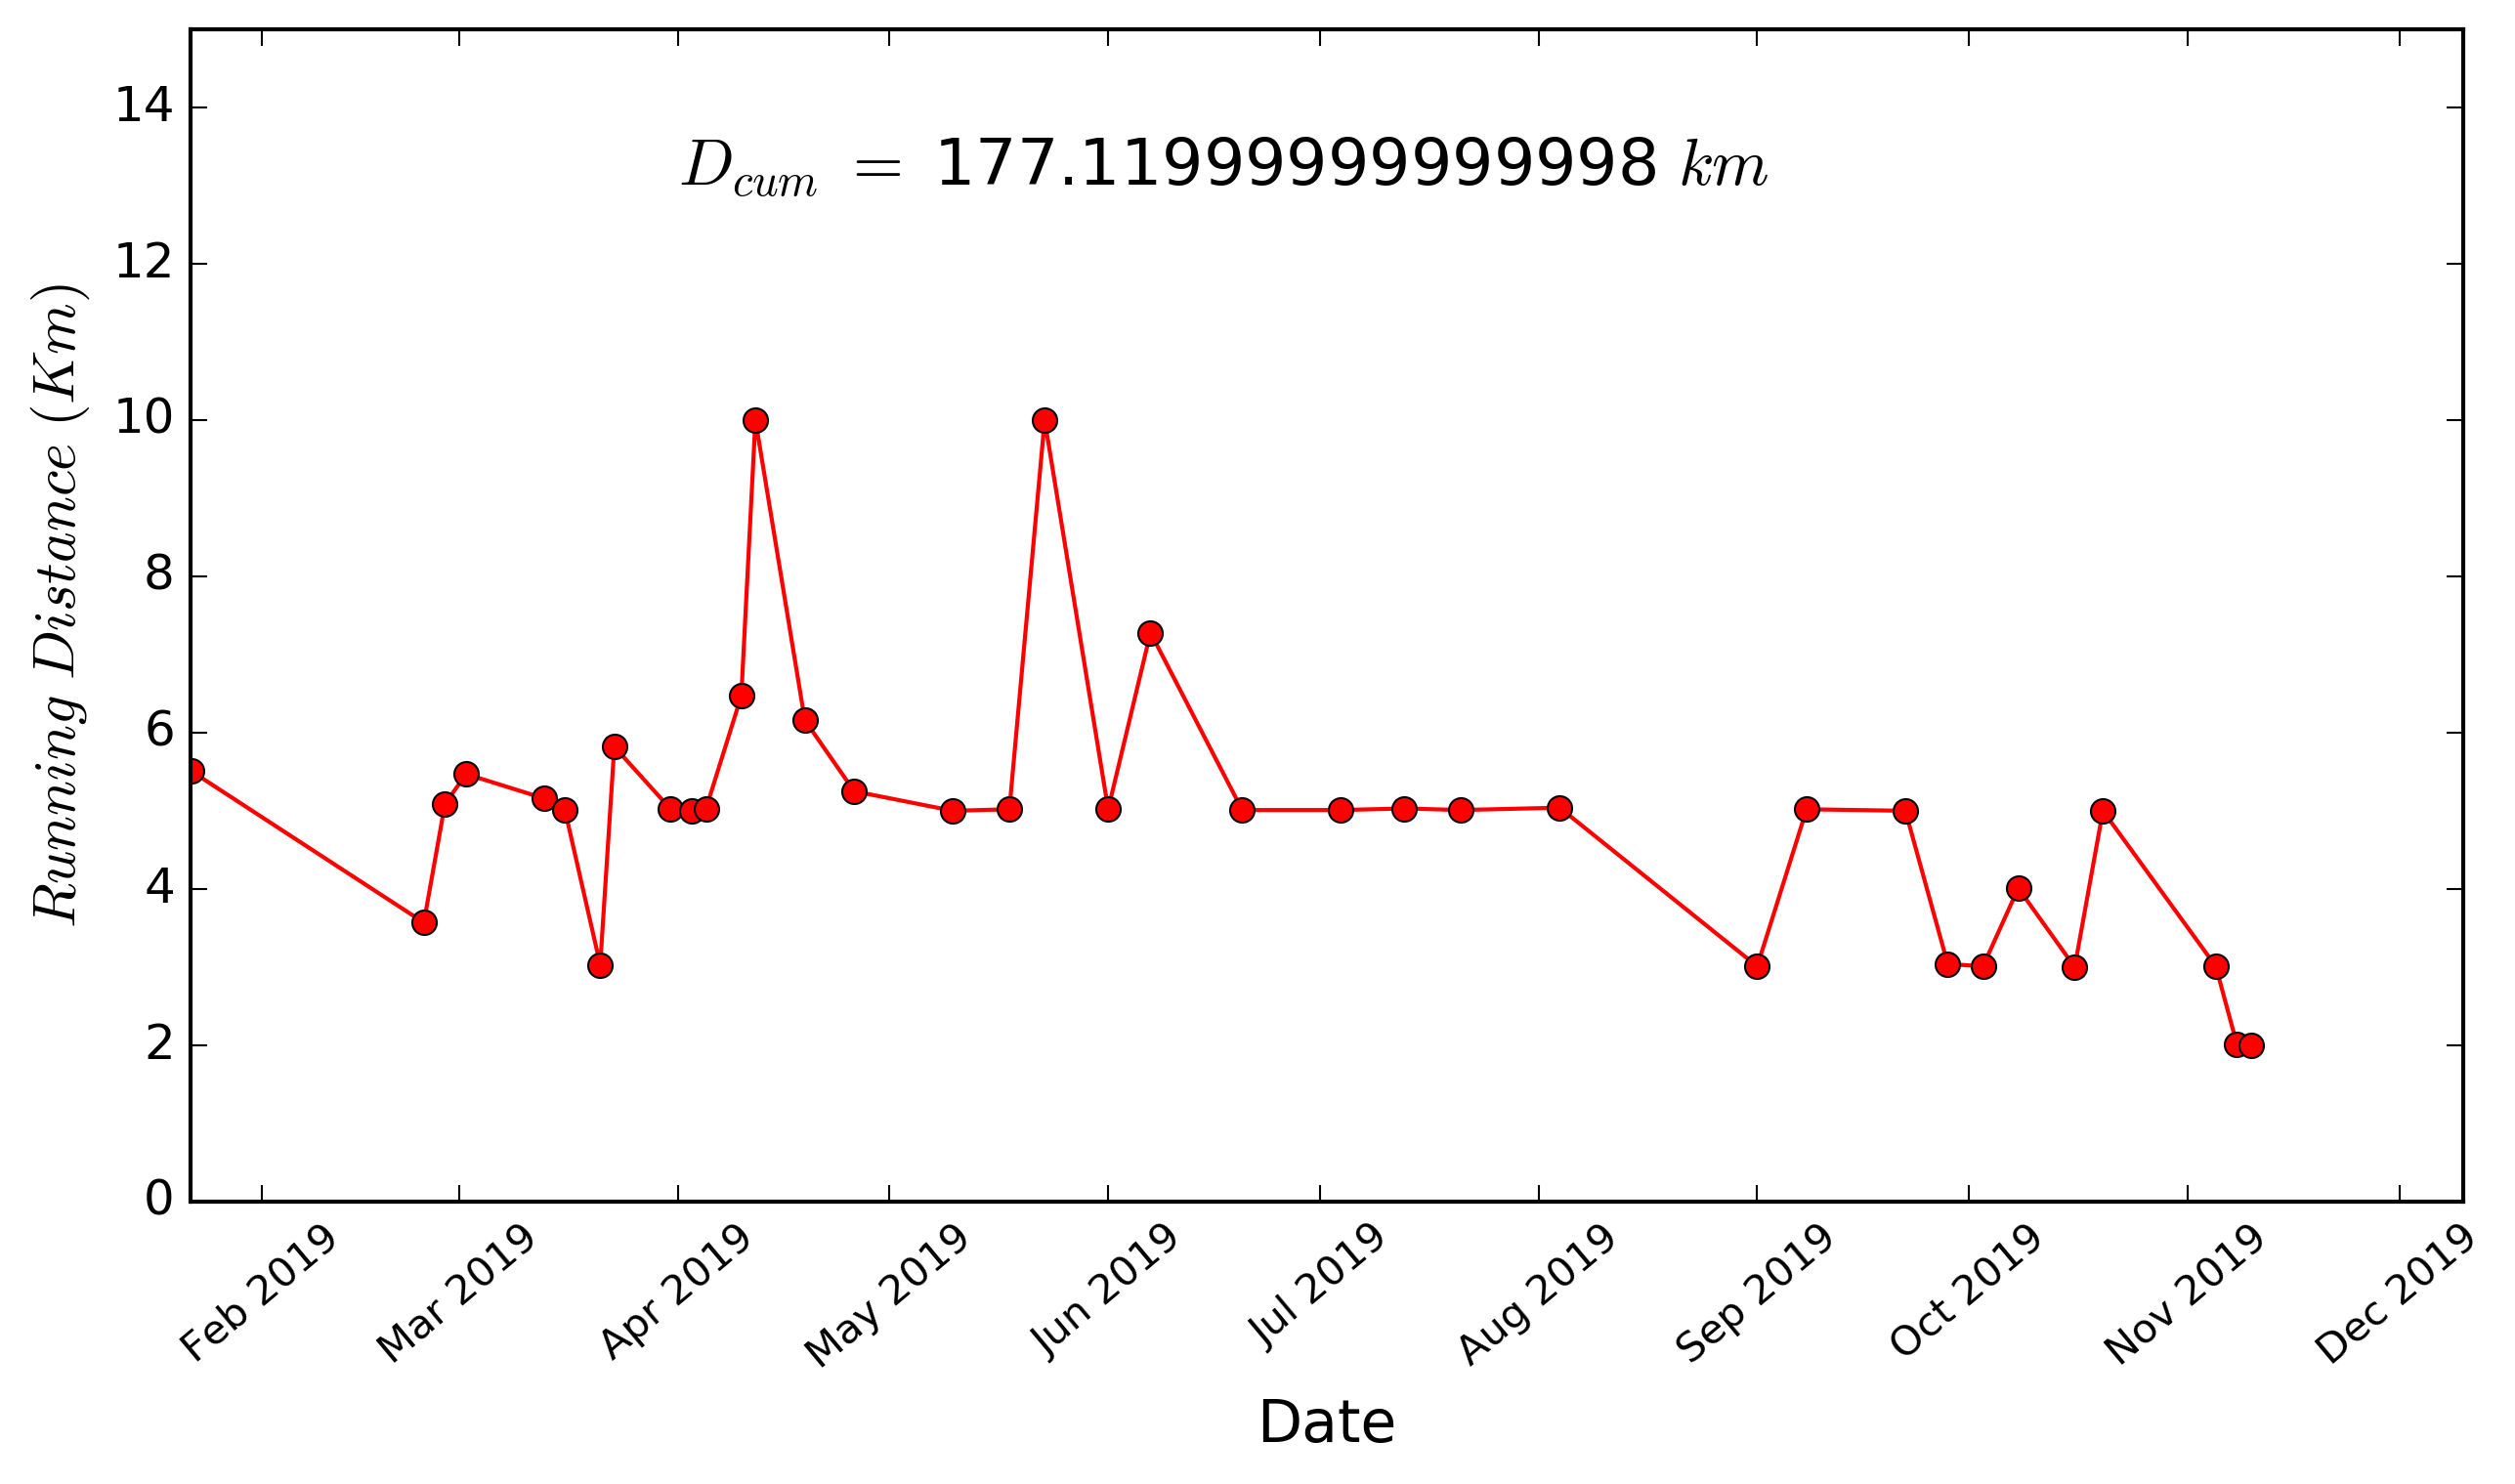 14
12
10
8
6
4
2
0
Running Distance (Km)
D_cum = 177.11999999999998 km
Feb 2019
Mar 2019
Apr 2019
May 2019
Jun 2019
Jul 2019
Aug 2019
Sep 2019
Oct 2019
Nov 2019
Dec 2019
Date